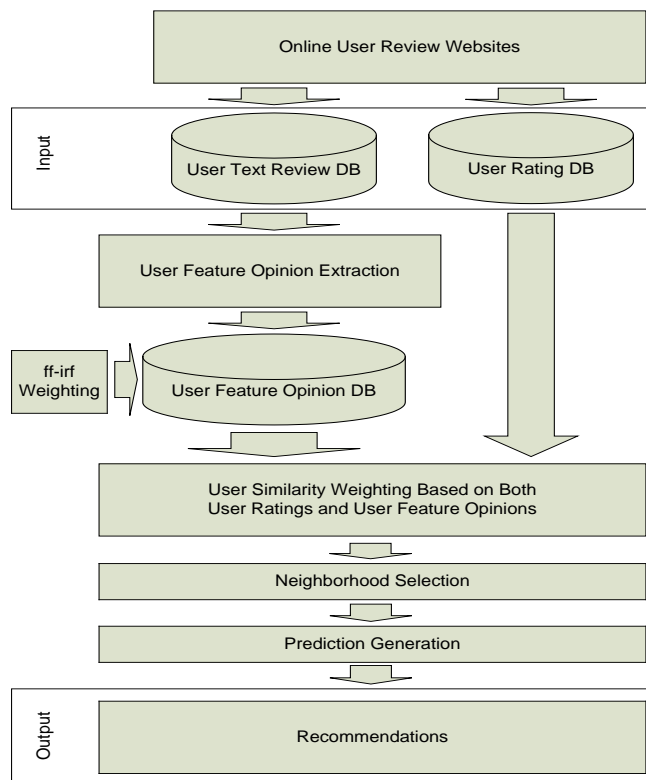 Online User Review Websites
Input
User Text Review DB
User Rating DB
User Feature Opinion Extraction
ff-irf
Weighting
User Feature Opinion DB
User Similarity Weighting Based on Both
User Ratings and User Feature Opinions
Neighborhood Selection
Prediction Generation
Output
Recommendations